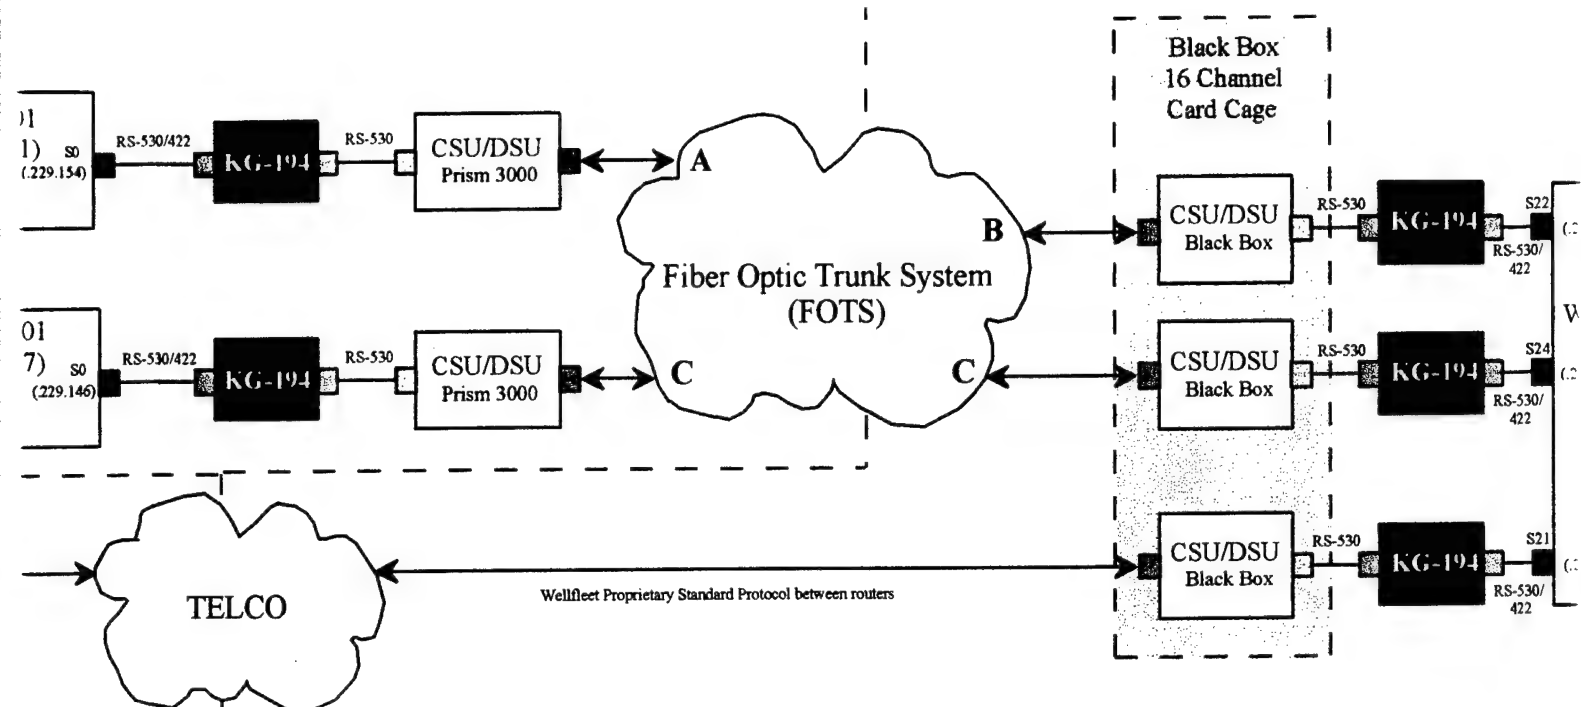 Black Box
16 Channel
Card Cage
1)
S0
(.229.154)
RS-530/422
KG-194
RS-530
CSU/DSU
Prism 3000
A
B
CSU/DSU
Black Box
RS-530
KG-194
S22
RS-530/
422
Fiber Optic Trunk System
(FOTS)
01
7)
S0
(.229.146)
RS-530/422
KG-194
RS-530
CSU/DSU
Prism 3000
C
C
CSU/DSU
Black Box
RS-530
KG-194
S24
RS-530/
422
TELCO
Wellfleet Proprietary Standard Protocol between routers
CSU/DSU
Black Box
RS-530
KG-194
S21
RS-530/
422